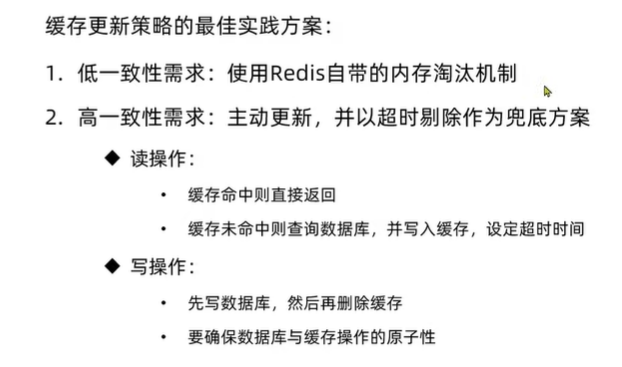 缓存更新策略的最佳实践方案：
1. 低一致性需求：使用Redis自带的内存淘汰机制
2. 高一致性需求：主动更新，并以超时剔除作为兜底方案
◆ 读操作：
• 缓存命中则直接返回
• 缓存未命中则查询数据库，并写入缓存，设定超时时间
◆ 写操作：
• 先写数据库，然后再删除缓存
• 要确保数据库与缓存操作的原子性